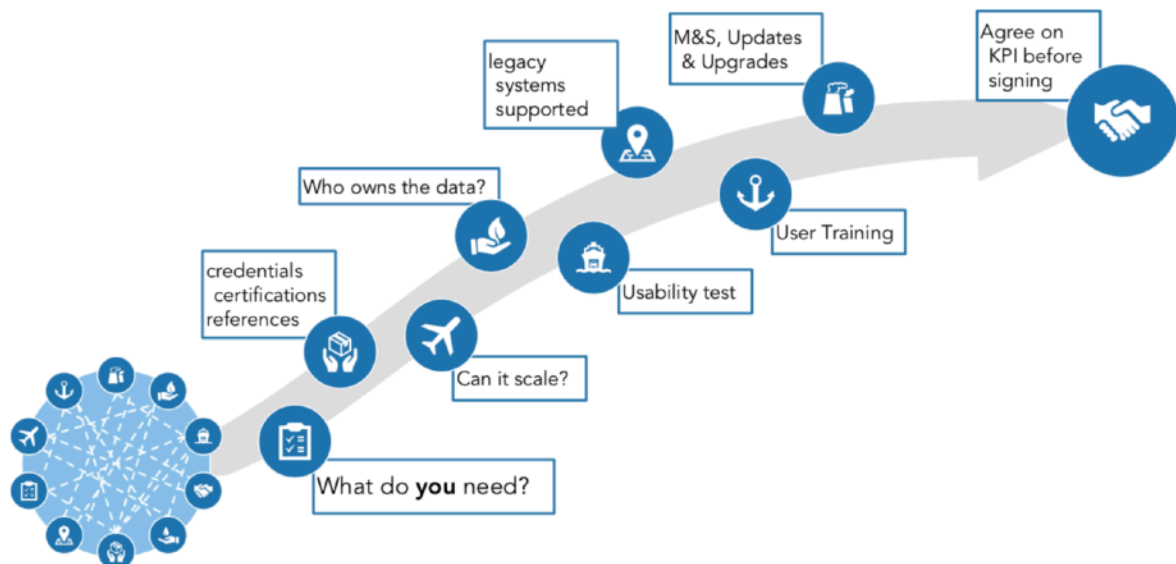 What do you need?
credentials
certifications
references
Can it scale?
Who owns the data?
Usability test
legacy
systems
supported
User Training
M&S, Updates
& Upgrades
Agree on
KPI before
signing